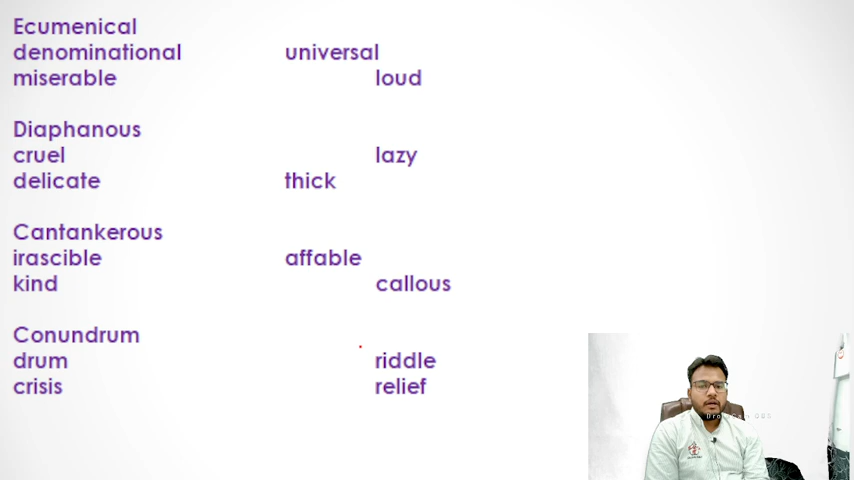 Ecumenical
denominational universal
miserable loud
Diaphanous
cruel lazy
delicate thick
Cantankerous
irascible affable
kind callous
Conundrum
drum riddle
crisis relief